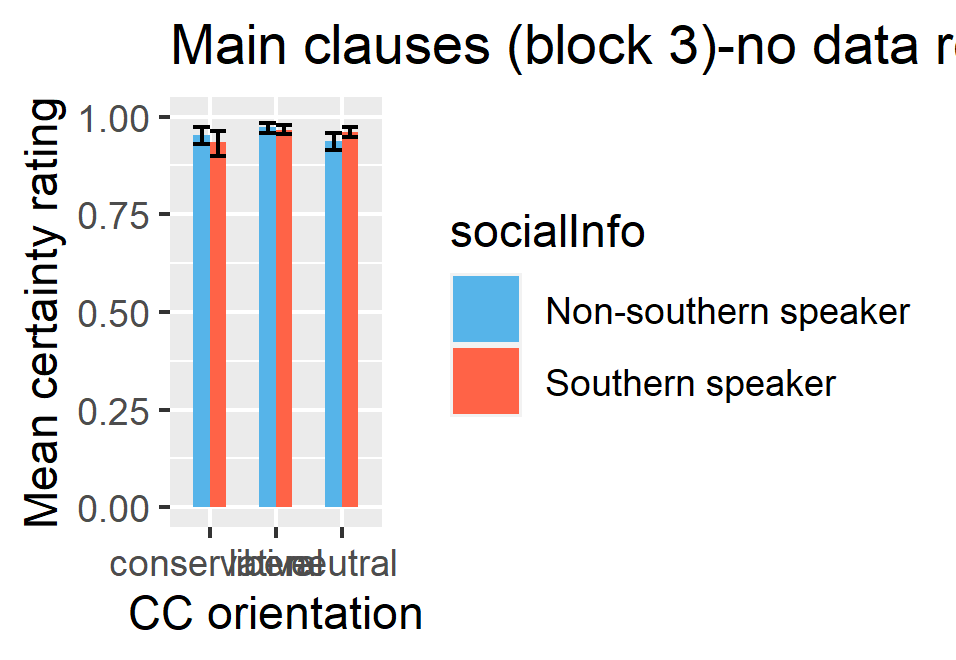 Main clauses (block 3)-no data r
Mean certainty rating
1.00
0.75
0.50
0.25
0.00
conservative liberal neutral
CC orientation
socialInfo
Non-southern speaker
Southern speaker